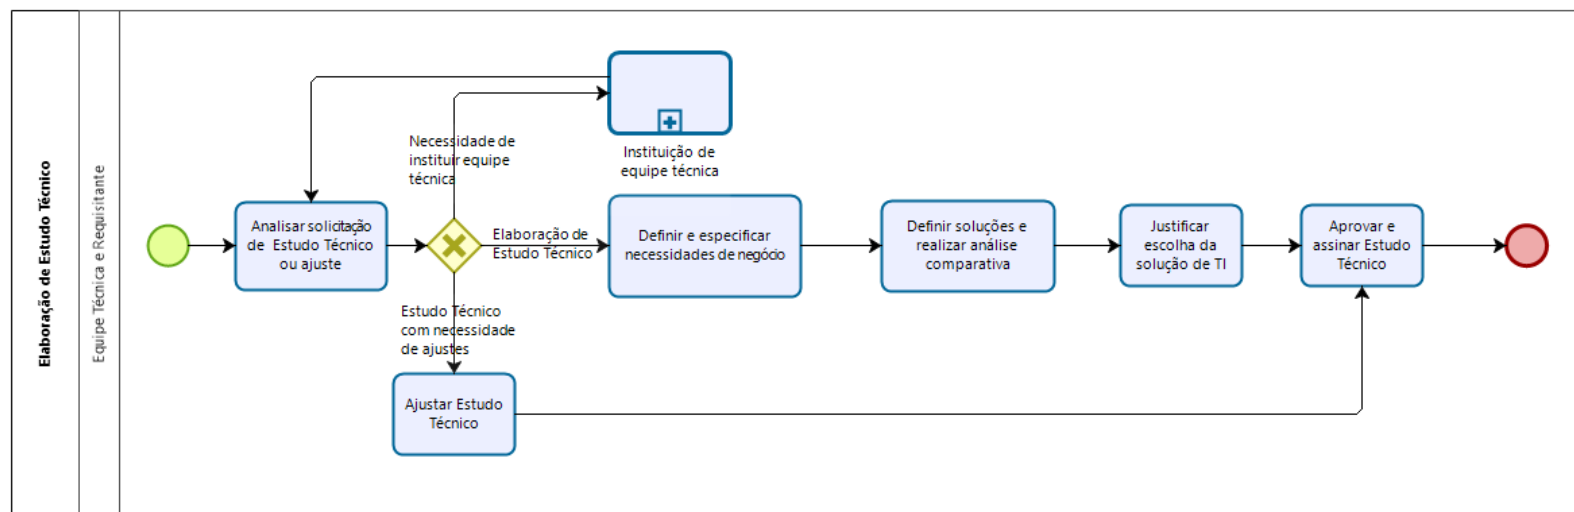 Elaboração de Estudo Técnico
Equipe Técnica e Requisitante
Analisar solicitação
de Estudo Técnico
ou ajuste
Necessidade de
instituir equipe
técnica
Instituição de
equipe técnica
Elaboração de
Estudo Técnico
Estudo Técnico
com necessidade
de ajustes
Ajustar Estudo
Técnico
Definir e especificar
necessidades de negócio
Definir soluções e
realizar análise
comparativa
Justificar
escolha da
solução de TI
Aprovar e
assinar Estudo
Técnico